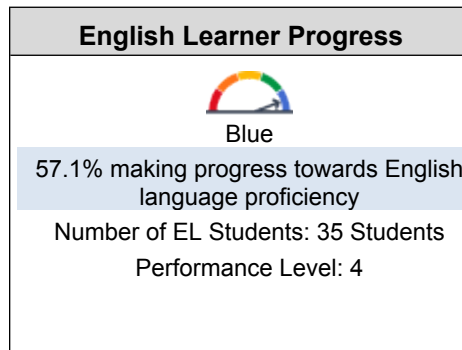 English Learner Progress
Blue
57.1% making progress towards English
language proficiency
Number of EL Students: 35 Students
Performance Level: 4